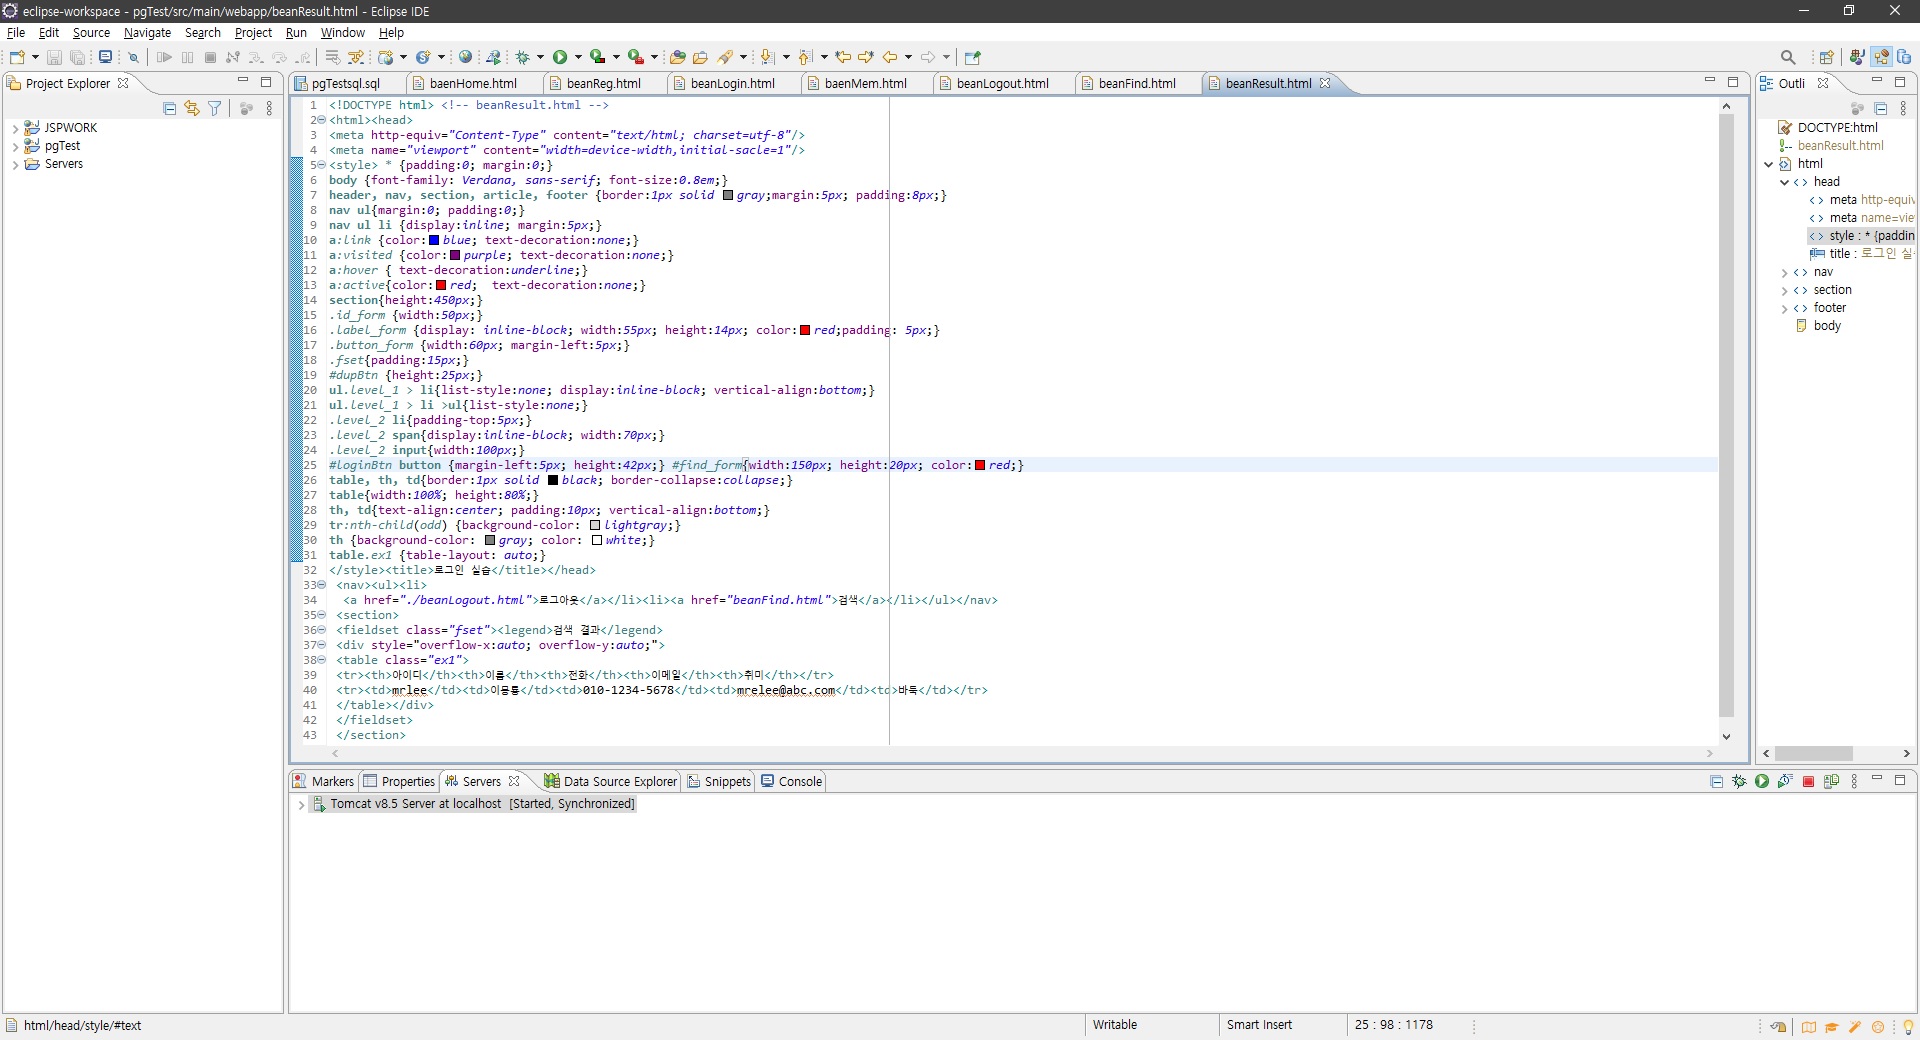 eclipse-workspace - pgTest/src/main/webapp/beanResult.html - Eclipse IDE
File Edit Source Navigate Search Project Run Window Help
Project Explorer
JSPWORK
pgTest
Servers
pgTestsql.sql baenHome.html beanReg.html beanLogin.html baenMem.html beanLogout.html beanFind.html beanResult.html
1 <!DOCTYPE html> <!-- beanResult.html -->
2 <html><head>
3 <meta http-equiv="Content-Type" content="text/html; charset=utf-8"/>
4 <meta name="viewport" content="width=device-width,initial-sacle=1"/>
5 <style> * {padding:0; margin:0;}
6 body {font-family: Verdana, sans-serif; font-size:0.8em;}
7 header, nav, section, article, footer {border:1px solid gray;margin:5px; padding:8px;}
8 nav ul{margin:0; padding:0;}
9 nav ul li {display:inline; margin:5px;}
10 a:link {color:blue; text-decoration:none;}
11 a:visited {color:purple; text-decoration:none;}
12 a:hover { text-decoration:underline;}
13 a:active{color:red;  text-decoration:none;}
14 section{height:450px;}
15 .id_form {width:50px;}
16 .label_form {display: inline-block; width:55px; height:14px; color:red;padding: 5px;}
17 .button_form {width:60px; margin-left:5px;}
18 .fset{padding:15px;}
19 #dupBtn {height:25px;}
20 ul.level_1 > li{list-style:none; display:inline-block; vertical-align:bottom;}
21 ul.level_1 > li >ul{list-style:none;}
22 .level_2 li{padding-top:5px;}
23 .level_2 span{display:inline-block; width:70px;}
24 .level_2 input{width:100px;}
25 #loginBtn button {margin-left:5px; height:42px;} #find_form{width:150px; height:20px; color:red;}
26 table, th, td{border:1px solid black; border-collapse:collapse;}
27 table{width:100%; height:80%;}
28 th, td{text-align:center; padding:10px; vertical-align:bottom;}
29 tr:nth-child(odd) {background-color: lightgray;}
30 th {background-color: gray; color: white;}
31 table.ex1 {table-layout: auto;}
32 </style><title>로그인 실습</title></head>
33 <nav><ul><li>
34 <a href="./beanLogout.html">로그아웃</a></li><li><a href="beanFind.html">검색</a></li></ul></nav>
35 <section>
36 <fieldset class="fset"><legend>검색 결과</legend>
37 <div style="overflow-x:auto; overflow-y:auto;">
38 <table class="ex1">
39 <tr><th>아이디</th><th>이름</th><th>전화</th><th>이메일</th><th>취미</th></tr>
40 <tr><td>mrlee</td><td>이몽룡</td><td>010-1234-5678</td><td>mrelee@abc.com</td><td>바둑</td></tr>
41 </table></div>
42 </fieldset>
43 </section>
Outli
DOCTYPE:html
beanResult.html
html
head
meta http-equiv
meta name=vie
style : * {paddin
title : 로그인 실
nav
section
footer
body
Markers Properties Servers Data Source Explorer Snippets Console
Tomcat v8.5 Server at localhost [Started, Synchronized]
html/head/style/#text Writable Smart Insert 25 : 98 : 1178